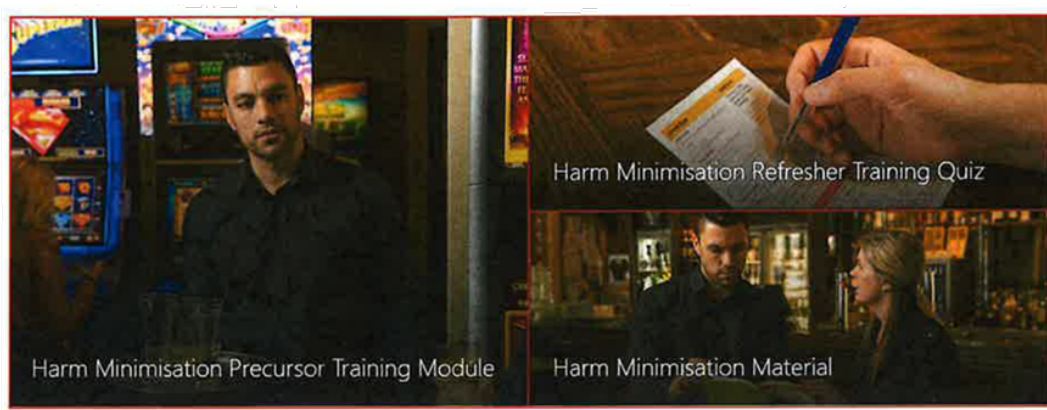 SUPERMAN
Harm Minimisation Precursor Training Module
Harm Minimisation Refresher Training Quiz
Harm Minimisation Material